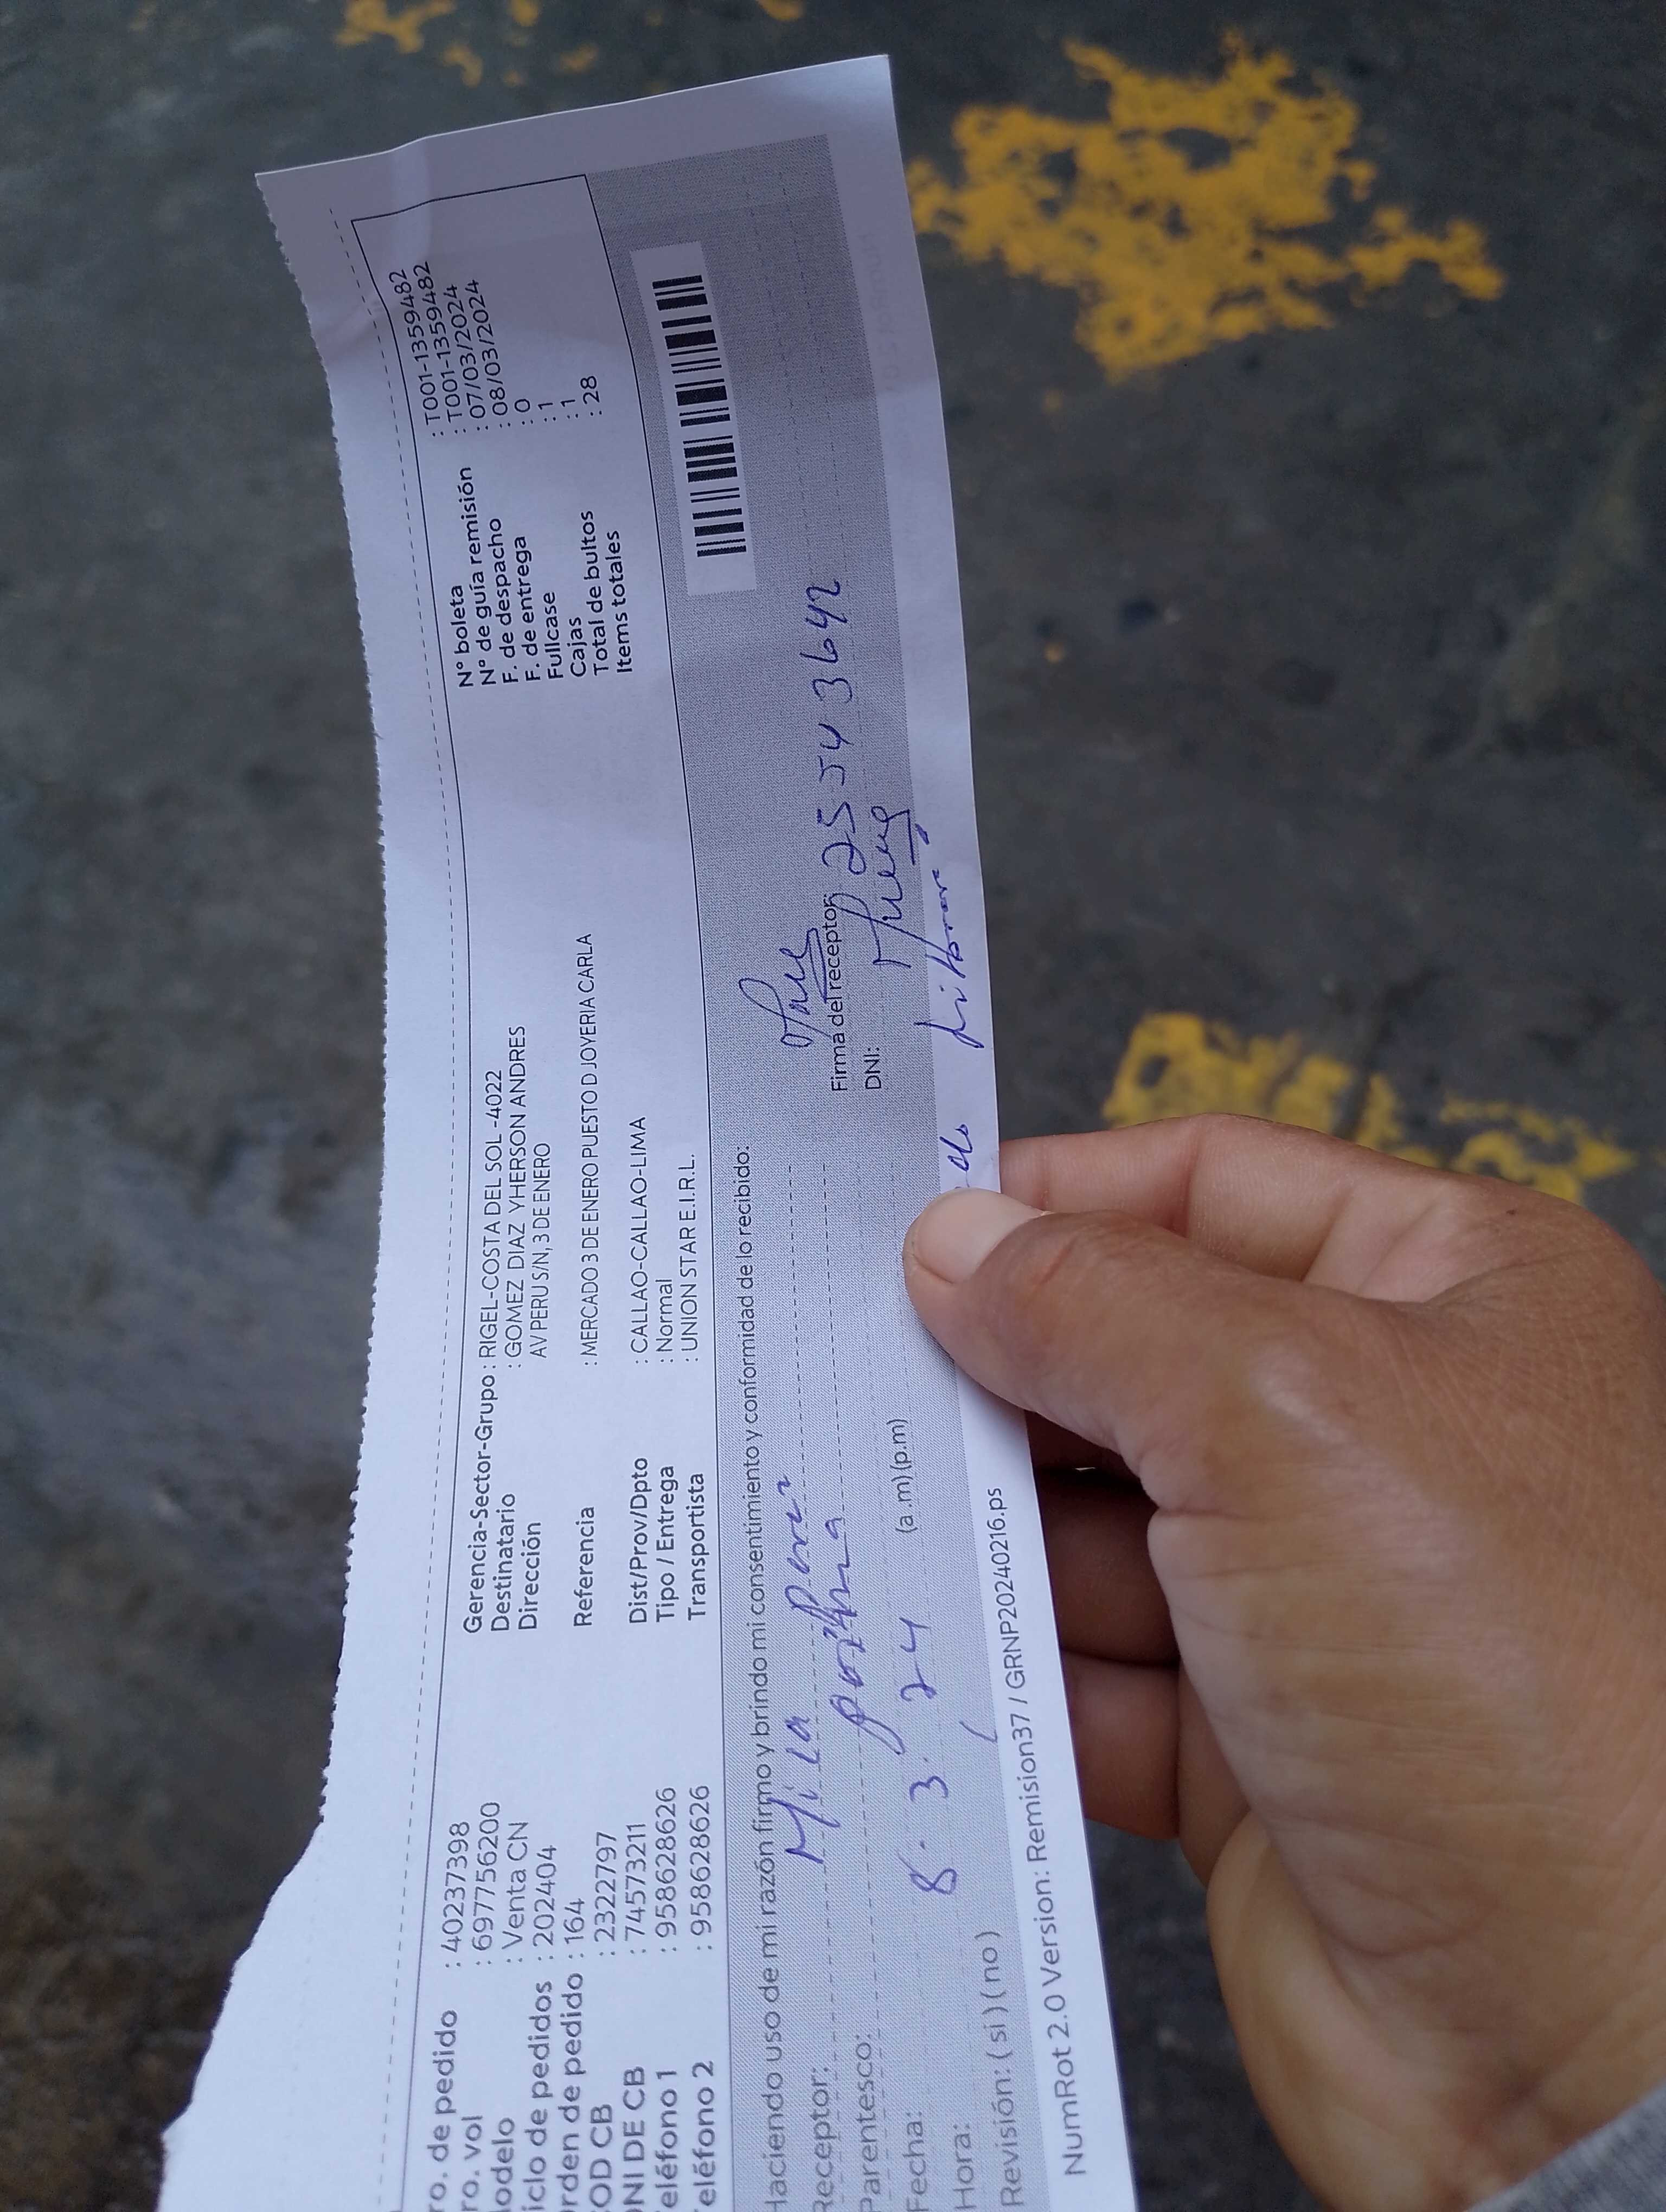 ro. de pedido : 40237398
ro. vol : 697756200
odelo : Venta CN
iclo de pedidos : 202404
rden de pedido : 164
OD CB : 23222797
NI DE CB : 74573211
eléfono 1 : 958628626
eléfono 2 : 958628626
Gerencia-Sector-Grupo : RIGEL-COSTA DEL SOL -4022
Destinatario : GOMEZ DIAZ YHERSON ANDRES
Dirección AV PERU S/N, 3 DE ENERO
Referencia : MERCADO 3 DE ENERO PUESTO D JOYERIA CARLA
Dist/Prov/Dpto : CALLAO-CALLAO-LIMA
Tipo / Entrega : Normal
Transportista : UNION STAR E.I.R.L.
N° boleta : T001-1359482
N° de guía remisión : T001-1359482
F. de despacho : 07/03/2024
F. de entrega : 08/03/2024
Fullcase : 0
Cajas : 1
Total de bultos : 1
Items totales : 28
Haciendo uso de mi razón firmo y brindo mi consentimiento y conformidad de lo recibido:
Receptor:
Parentesco:
Fecha: 8. 3. 24
Hora: (a.m) (p.m)
Revisión: ( si ) ( no )
Firma del receptor
DNI: 25543642
NumRot 2.0 Version: Remision37 / GRNP20240216.ps